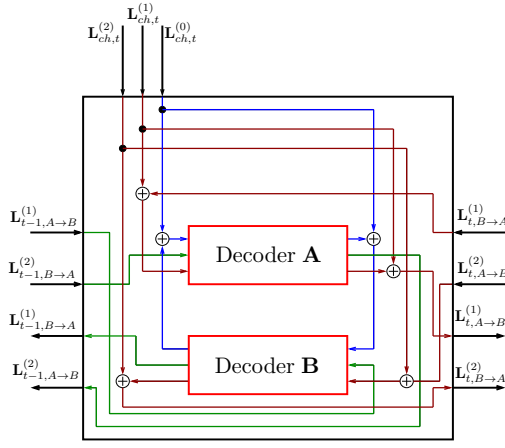 L_{ch,t}^{(1)}
L_{ch,t}^{(2)} L_{ch,t}^{(0)}
L_{t-1,A→B}^{(1)} L_{t,B→A}^{(1)}
Decoder A
L_{t-1,B→A}^{(2)} L_{t,A→B}^{(2)}
L_{t-1,B→A}^{(1)} L_{t,A→B}^{(1)}
Decoder B
L_{t-1,A→B}^{(2)} L_{t,B→A}^{(2)}